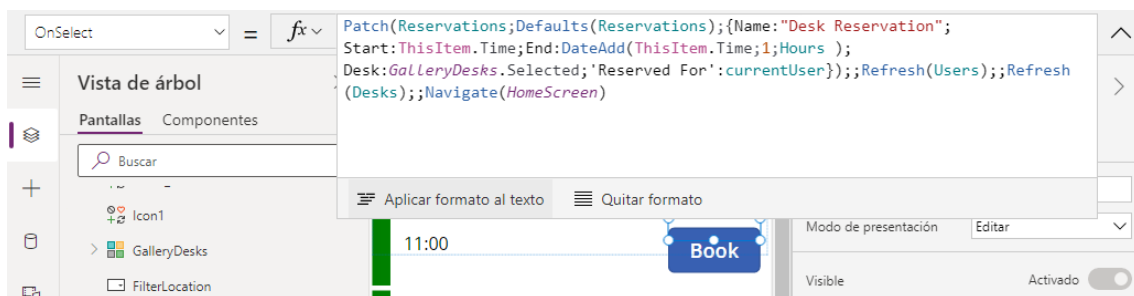 OnSelect
=
fx
Patch(Reservations;Defaults(Reservations);{Name:"Desk Reservation";
Start:ThisItem.Time;End:DateAdd(ThisItem.Time;1;Hours );
Desk:GalleryDesks.Selected;'Reserved For':currentUser});;Refresh(Users);;Refresh
(Desks);;Navigate(HomeScreen)
Vista de árbol
Pantallas Componentes
Buscar
Aplicar formato al texto Quitar formato
Icon1
GalleryDesks
FilterLocation
11:00
Book
Modo de presentación Editar
Visible Activado